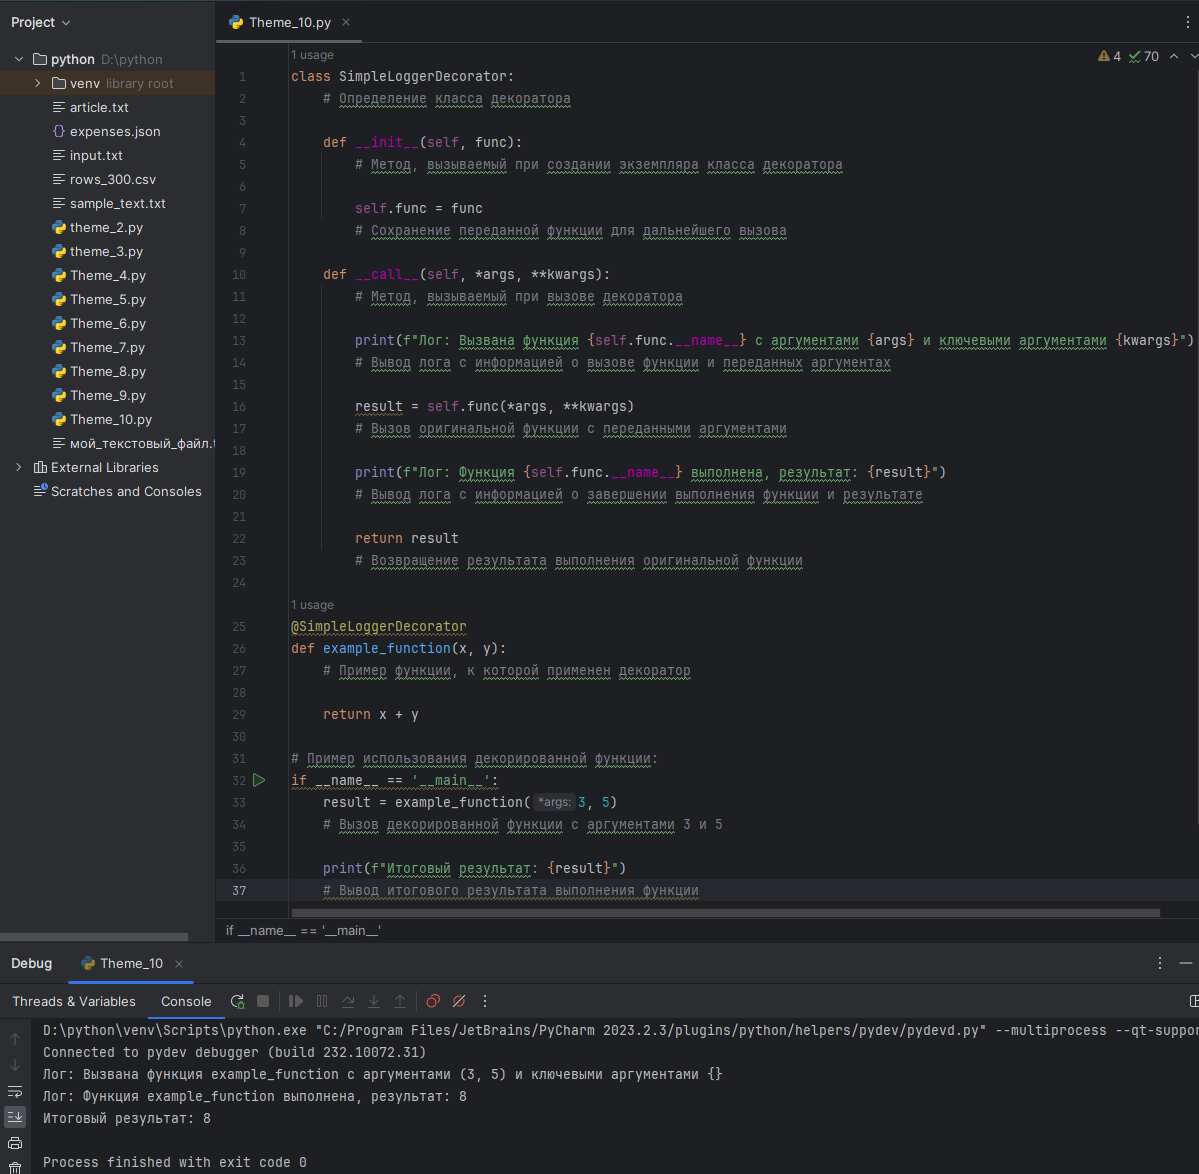 Project
Theme_10.py
python D:\python
venv library root
article.txt
expenses.json
input.txt
rows_300.csv
sample_text.txt
theme_2.py
theme_3.py
Theme_4.py
Theme_5.py
Theme_6.py
Theme_7.py
Theme_8.py
Theme_9.py
Theme_10.py
мой_текстовый_файл.
External Libraries
Scratches and Consoles
4 70
1 usage
1 class SimpleLoggerDecorator:
2 # Определение класса декоратора
3
4 def __init__(self, func):
5 # Метод, вызываемый при создании экземпляра класса декоратора
6
7 self.func = func
8 # Сохранение переданной функции для дальнейшего вызова
9
10 def __call__(self, *args, **kwargs):
11 # Метод, вызываемый при вызове декоратора
12
13 print(f"Лог: Вызвана функция {self.func.__name__} с аргументами {args} и ключевыми аргументами {kwargs}")
14 # Вывод лога с информацией о вызове функции и переданных аргументах
15
16 result = self.func(*args, **kwargs)
17 # Вызов оригинальной функции с переданными аргументами
18
19 print(f"Лог: Функция {self.func.__name__} выполнена, результат: {result}")
20 # Вывод лога с информацией о завершении выполнения функции и результате
21
22 return result
23 # Возвращение результата выполнения оригинальной функции
24
1 usage
25 @SimpleLoggerDecorator
26 def example_function(x, y):
27 # Пример функции, к которой применен декоратор
28
29 return x + y
30
31 # Пример использования декорированной функции:
32 if __name__ == '__main__':
33 result = example_function( *args: 3, 5)
34 # Вызов декорированной функции с аргументами 3 и 5
35
36 print(f"Итоговый результат: {result}")
37 # Вывод итогового результата выполнения функции
if __name__ == '__main__'
Debug Theme_10
Threads & Variables Console
D:\python\venv\Scripts\python.exe "C:/Program Files/JetBrains/PyCharm 2023.2.3/plugins/python/helpers/pydev/pydevd.py" --multiprocess --qt-suppor
Connected to pydev debugger (build 232.10072.31)
Лог: Вызвана функция example_function с аргументами (3, 5) и ключевыми аргументами {}
Лог: Функция example_function выполнена, результат: 8
Итоговый результат: 8
Process finished with exit code 0